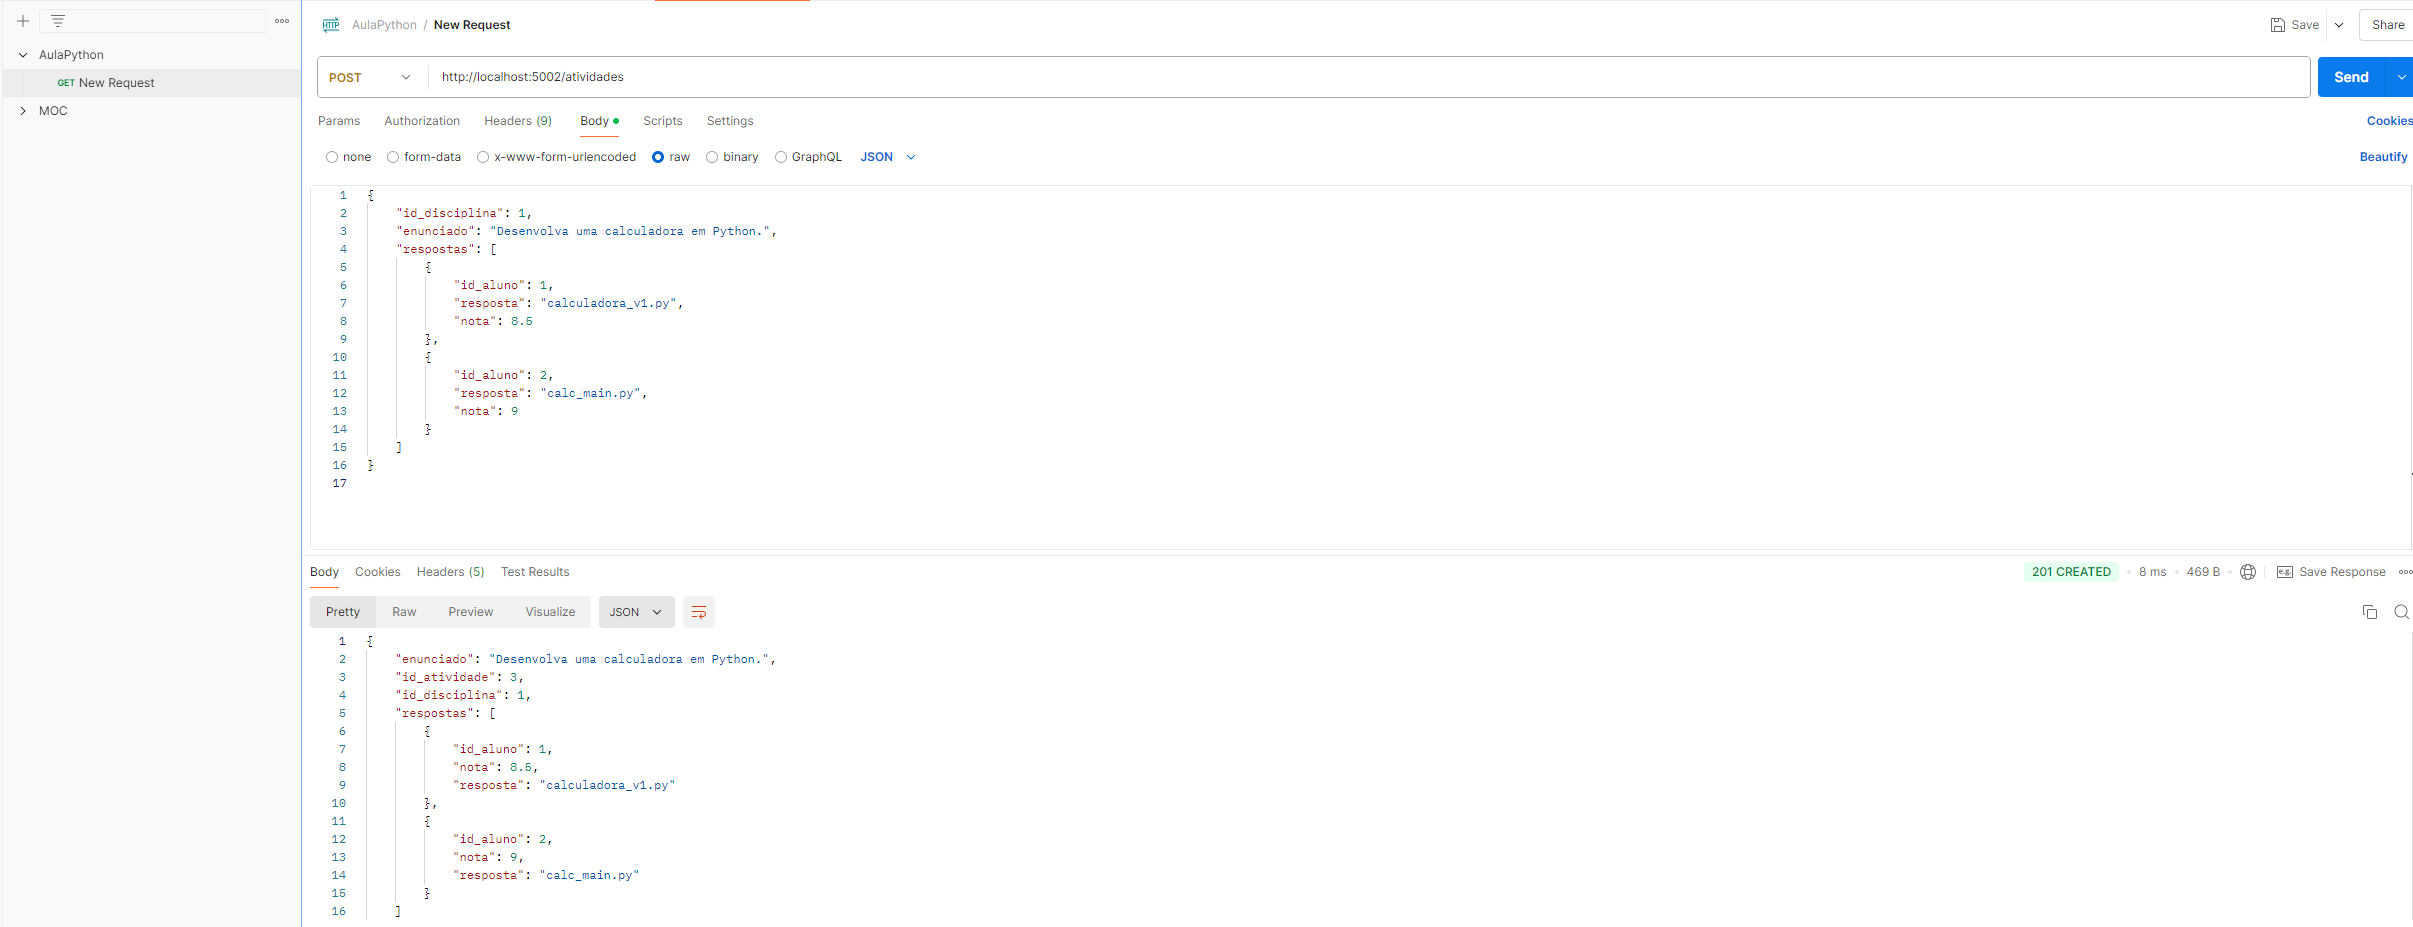 AulaPython / New Request
Save
Share
AulaPython
GET New Request
MOC
POST
http://localhost:5002/atividades
Send
Params
Authorization
Headers (9)
Body
Scripts
Settings
Cookies
none
form-data
x-www-form-urlencoded
raw
binary
GraphQL
JSON
Beautify
1 {
2 "id_disciplina": 1,
3 "enunciado": "Desenvolva uma calculadora em Python.",
4 "respostas": [
5 {
6 "id_aluno": 1,
7 "resposta": "calculadora_v1.py",
8 "nota": 8.5
9 },
10 {
11 "id_aluno": 2,
12 "resposta": "calc_main.py",
13 "nota": 9
14 }
15 ]
16 }
17
Body
Cookies
Headers (5)
Test Results
201 CREATED
8 ms
469 B
Save Response
Pretty
Raw
Preview
Visualize
JSON
1 {
2 "enunciado": "Desenvolva uma calculadora em Python.",
3 "id_atividade": 3,
4 "id_disciplina": 1,
5 "respostas": [
6 {
7 "id_aluno": 1,
8 "nota": 8.5,
9 "resposta": "calculadora_v1.py"
10 },
11 {
12 "id_aluno": 2,
13 "nota": 9,
14 "resposta": "calc_main.py"
15 }
16 ]